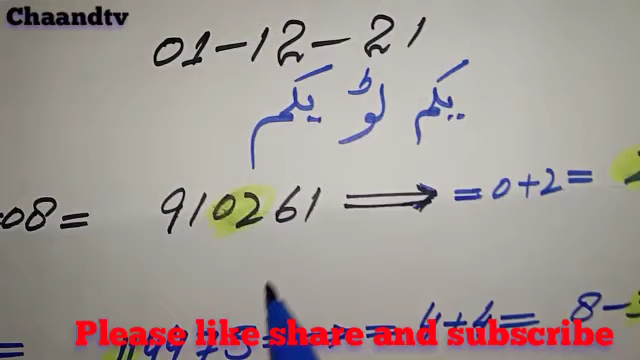 Chaandtv
01-12-21
یکم لوٹ یکم
08= 910261 ⟹ =0+2= 2
= = 4+4= 8-
Please like share and subscribe